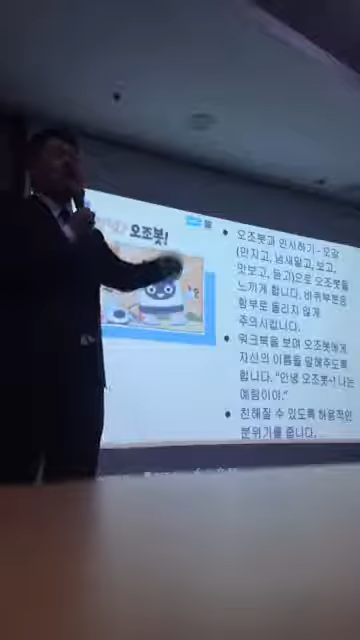 오조봇!
오조봇과 인사하기- 오감
(만지고, 냄새맡고, 보고,
맛보고, 듣고)으로 오조봇을
느끼게 합니다. 바퀴부분은
함부로 돌리지 않게
주의시킵니다.
워크북을 보며 오조봇에게
자신의 이름을 말해주도록
합니다. "안녕 오조봇~! 나는
예림이야."
친해질 수 있도록 허용적인
분위기를 줍니다.